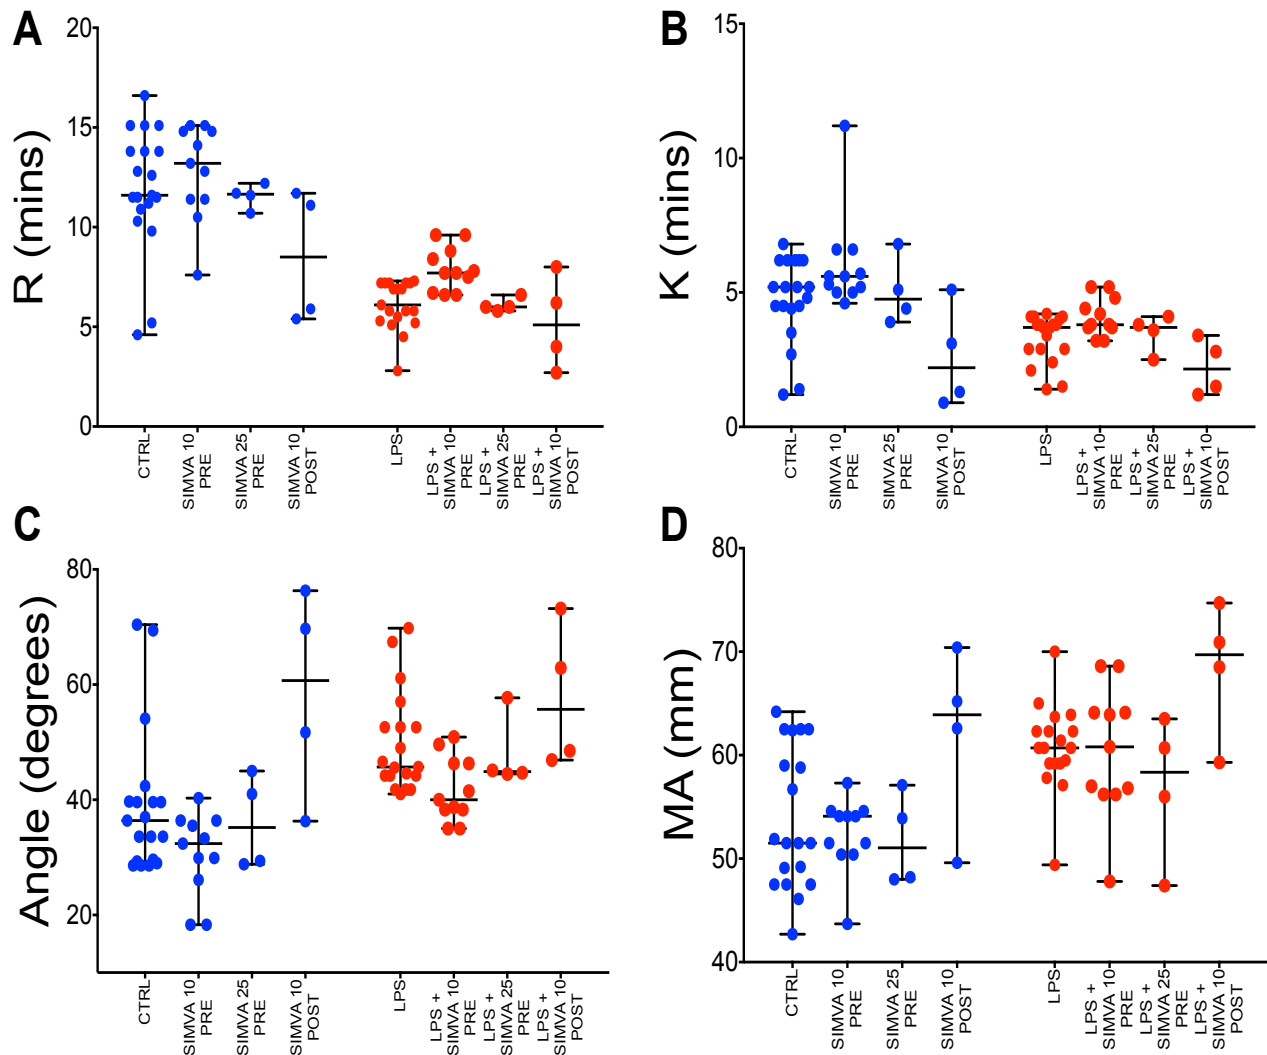 A
R (mins)
20
15
10
5
0
CTRL
SIMVA 10
PRE
SIMVA 25
PRE
SIMVA 10
POST
LPS
LPS +
SIMVA 10
PRE
LPS +
SIMVA 25
PRE
LPS +
SIMVA 10
POST
B
K (mins)
15
10
5
0
CTRL
SIMVA 10
PRE
SIMVA 25
PRE
SIMVA 10
POST
LPS
LPS +
SIMVA 10
PRE
LPS +
SIMVA 25
PRE
LPS +
SIMVA 10
POST
C
Angle (degrees)
80
60
40
20
CTRL
SIMVA 10
PRE
SIMVA 25
PRE
SIMVA 10
POST
LPS
LPS +
SIMVA 10
PRE
LPS +
SIMVA 25
PRE
LPS +
SIMVA 10
POST
D
MA (mm)
80
70
60
50
40
CTRL
SIMVA 10
PRE
SIMVA 25
PRE
SIMVA 10
POST
LPS
LPS +
SIMVA 10
PRE
LPS +
SIMVA 25
PRE
LPS +
SIMVA 10
POST